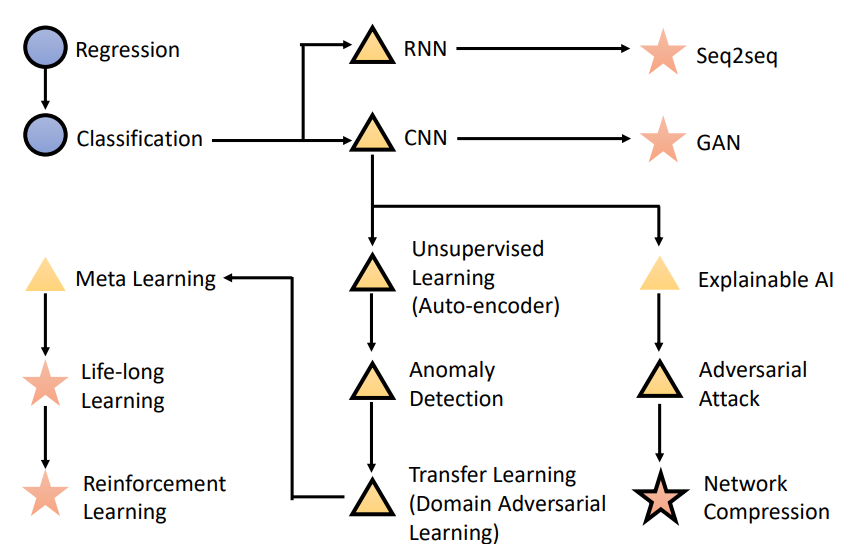 Regression
RNN
Seq2seq
Classification
CNN
GAN
Meta Learning
Unsupervised
Learning
(Auto-encoder)
Explainable AI
Life-long
Learning
Anomaly
Detection
Adversarial
Attack
Reinforcement
Learning
Transfer Learning
(Domain Adversarial
Learning)
Network
Compression